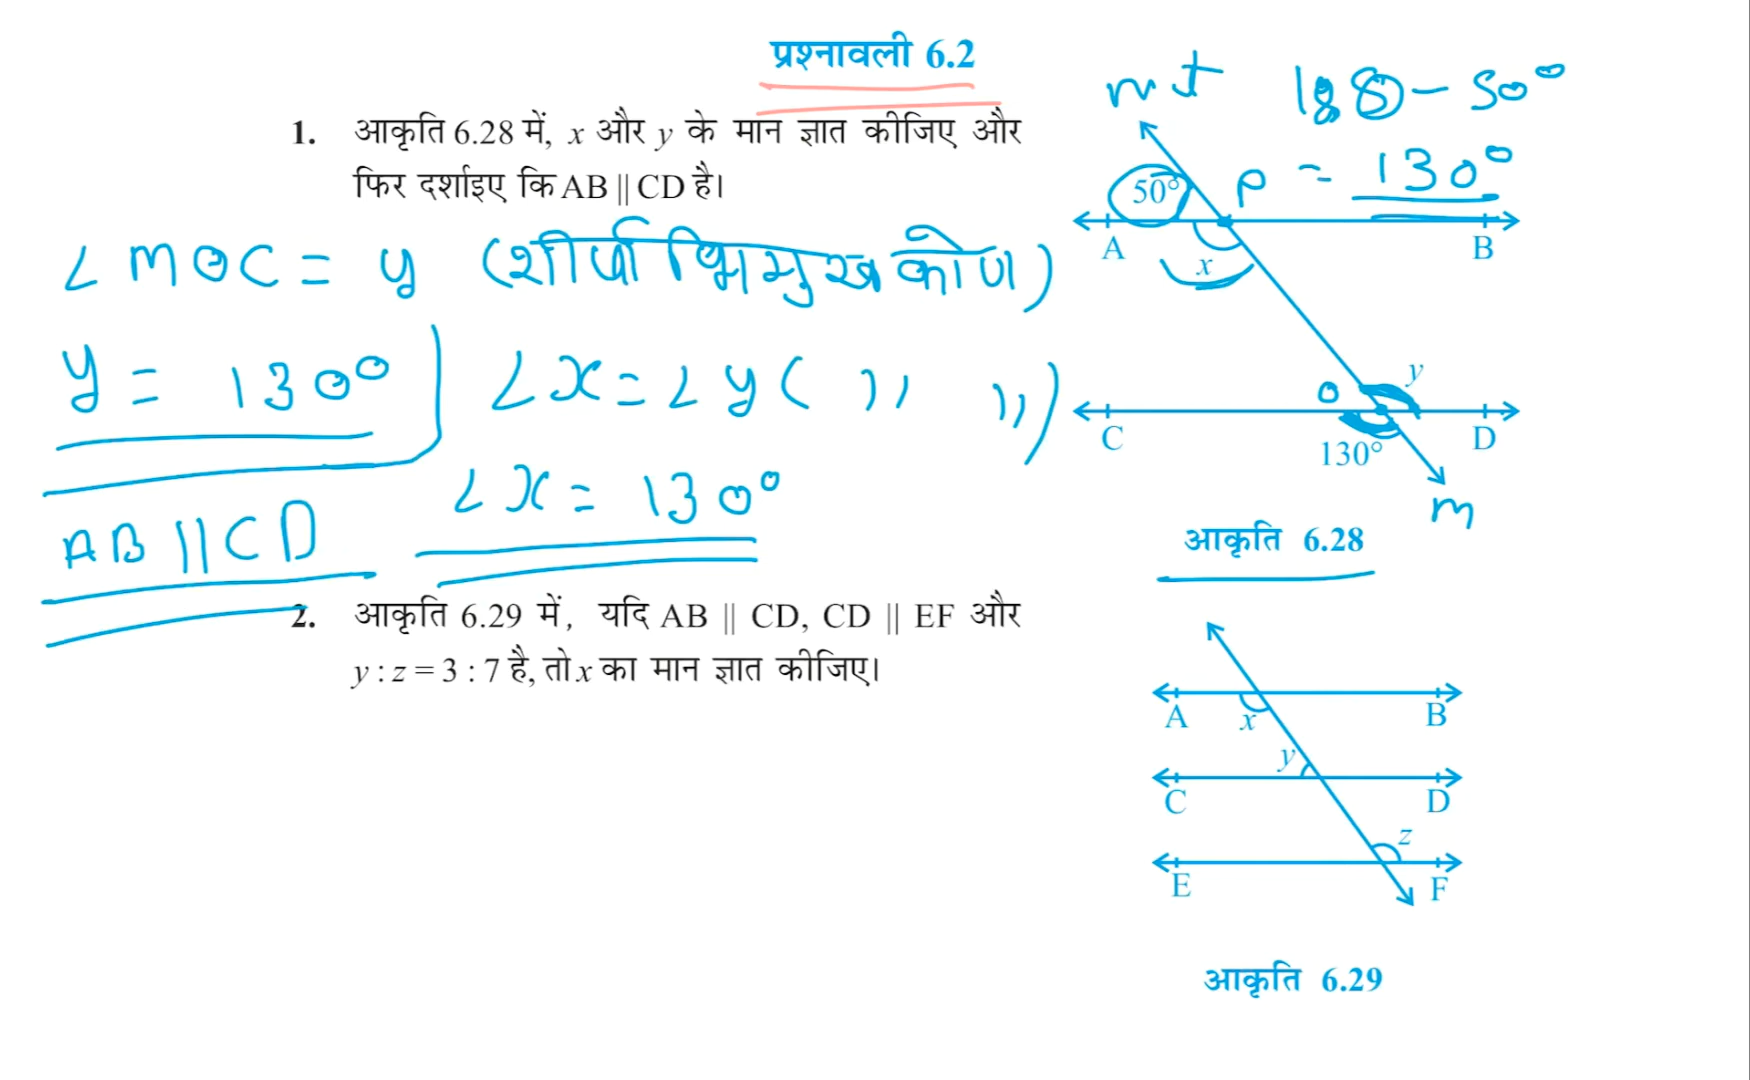 प्रश्नावली 6.2
1. आकृति 6.28 में, x और y के मान ज्ञात कीजिए और
फिर दर्शाइए कि AB || CD है।
∠MOC = y (शीर्षाभिमुख कोण)
y = 130°
∠x = ∠y ( ,, ,, )
∠x = 130°
AB || CD
180 - 50°
= 130°
50°
P
A
B
x
O
y
C
D
130°
m
आकृति 6.28
2. आकृति 6.29 में, यदि AB || CD, CD || EF और
y : z = 3 : 7 है, तो x का मान ज्ञात कीजिए।
A
x
B
y
C
D
z
E
F
आकृति 6.29